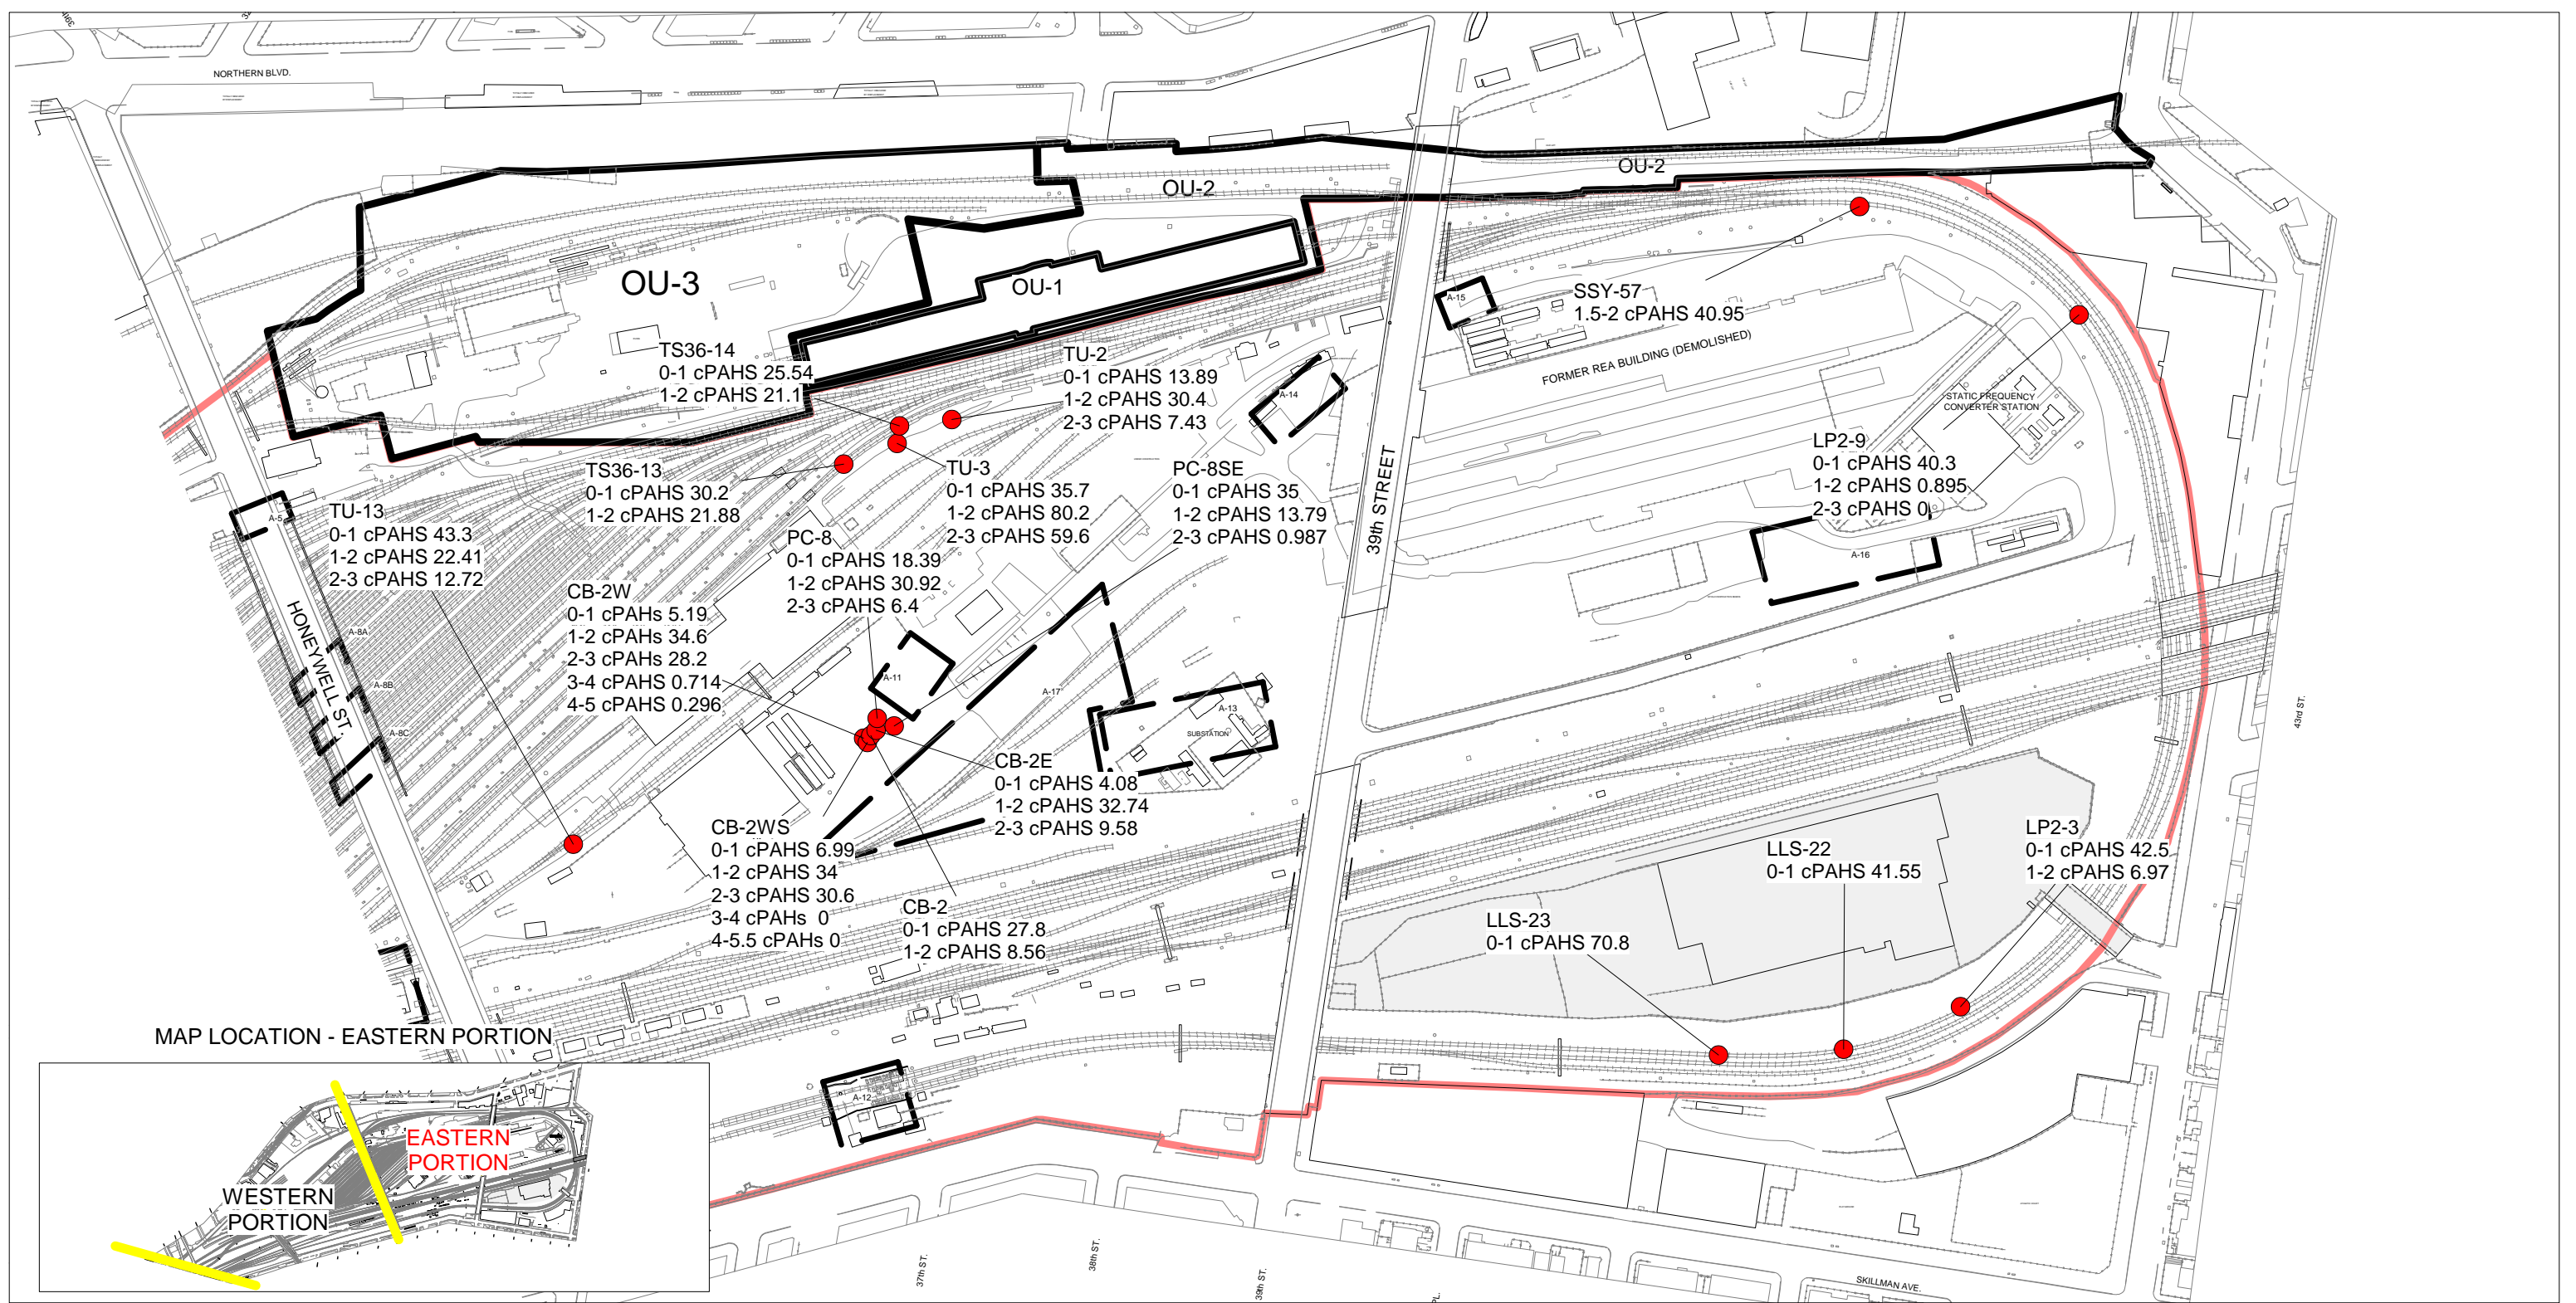 39th
NORTHERN BLVD.
OU-2
OU-2
OU-3
OU-1
A-15
SSY-57
1.5-2 cPAHS 40.95
FORMER REA BUILDING (DEMOLISHED)
TS36-14
0-1 cPAHS 25.54
1-2 cPAHS 21.1
TU-2
0-1 cPAHS 13.89
1-2 cPAHS 30.4
2-3 cPAHS 7.43
A-14
STATIC FREQUENCY
CONVERTER STATION
LP2-9
0-1 cPAHS 40.3
1-2 cPAHS 0.895
2-3 cPAHS 0
TS36-13
0-1 cPAHS 30.2
1-2 cPAHS 21.88
TU-3
0-1 cPAHS 35.7
1-2 cPAHS 80.2
2-3 cPAHS 59.6
PC-8SE
0-1 cPAHS 35
1-2 cPAHS 13.79
2-3 cPAHS 0.987
39th STREET
A-5
TU-13
0-1 cPAHS 43.3
1-2 cPAHS 22.41
2-3 cPAHS 12.72
PC-8
0-1 cPAHS 18.39
1-2 cPAHS 30.92
2-3 cPAHS 6.4
A-16
CB-2W
0-1 cPAHs 5.19
1-2 cPAHs 34.6
2-3 cPAHs 28.2
3-4 cPAHS 0.714
4-5 cPAHS 0.296
HONEYWELL ST.
A-8A
A-8B
A-8C
A-11
A-17
A-13
SUBSTATION
43rd ST.
CB-2E
0-1 cPAHS 4.08
1-2 cPAHS 32.74
2-3 cPAHS 9.58
CB-2WS
0-1 cPAHS 6.99
1-2 cPAHS 34
2-3 cPAHS 30.6
3-4 cPAHs 0
4-5.5 cPAHs 0
CB-2
0-1 cPAHS 27.8
1-2 cPAHS 8.56
LLS-23
0-1 cPAHS 70.8
LLS-22
0-1 cPAHS 41.55
LP2-3
0-1 cPAHS 42.5
1-2 cPAHS 6.97
MAP LOCATION - EASTERN PORTION
A-12
EASTERN
PORTION
WESTERN
PORTION
37th ST.
38th ST.
39th ST.
PL.
SKILLMAN AVE.